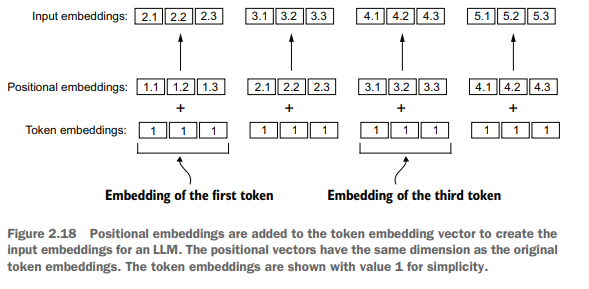 Input embeddings: 2.1 2.2 2.3 3.1 3.2 3.3 4.1 4.2 4.3 5.1 5.2 5.3
Positional embeddings: 1.1 1.2 1.3 2.1 2.2 2.3 3.1 3.2 3.3 4.1 4.2 4.3
+ + + +
Token embeddings: 1 1 1 1 1 1 1 1 1 1 1 1
Embedding of the first token Embedding of the third token
Figure 2.18 Positional embeddings are added to the token embedding vector to create the
input embeddings for an LLM. The positional vectors have the same dimension as the original
token embeddings. The token embeddings are shown with value 1 for simplicity.